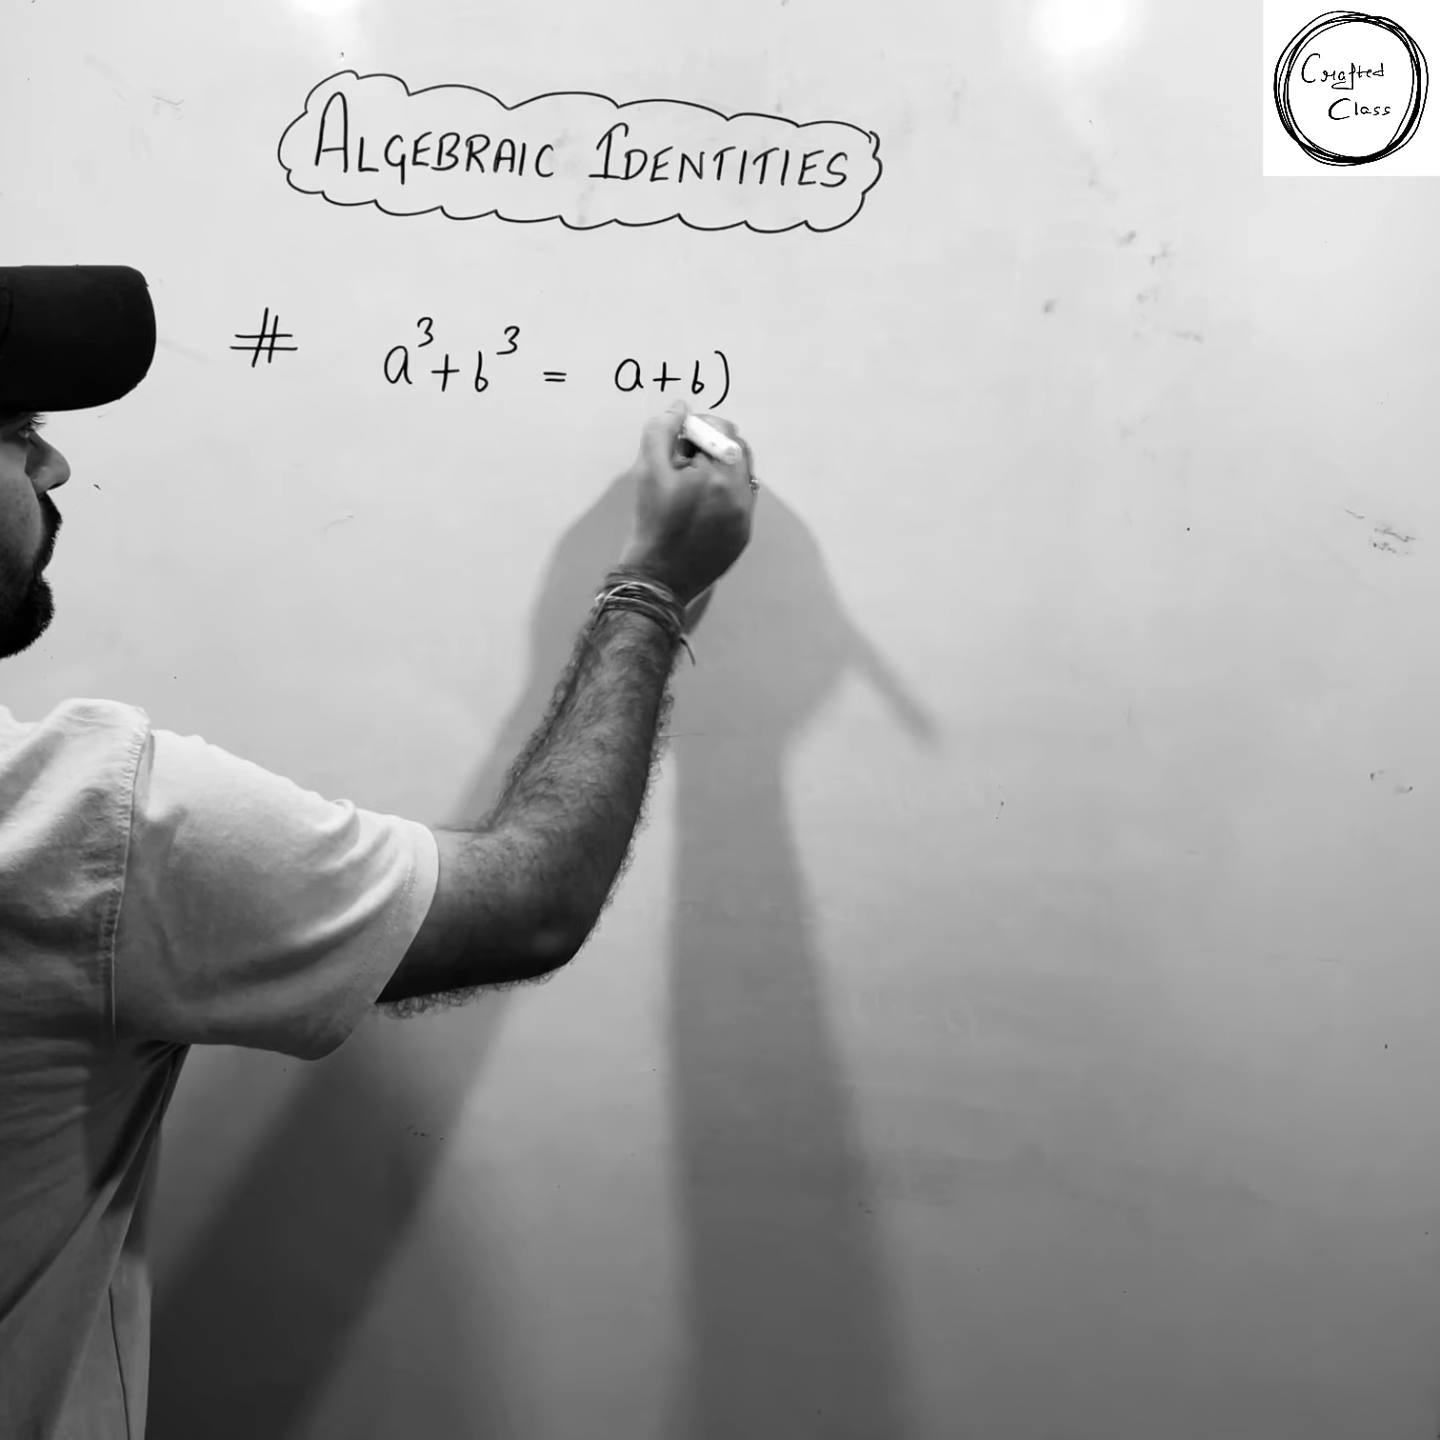 Crafted
Class
ALGEBRAIC IDENTITIES
# a³+b³ = a+b)